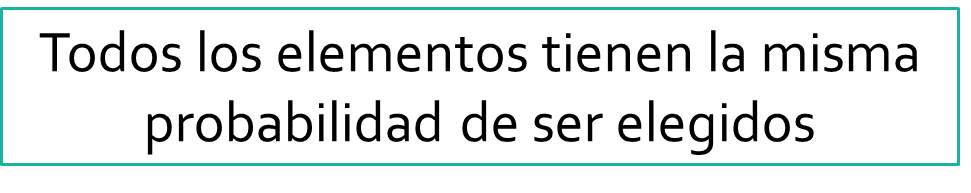 Todos los elementos tienen la misma
probabilidad de ser elegidos